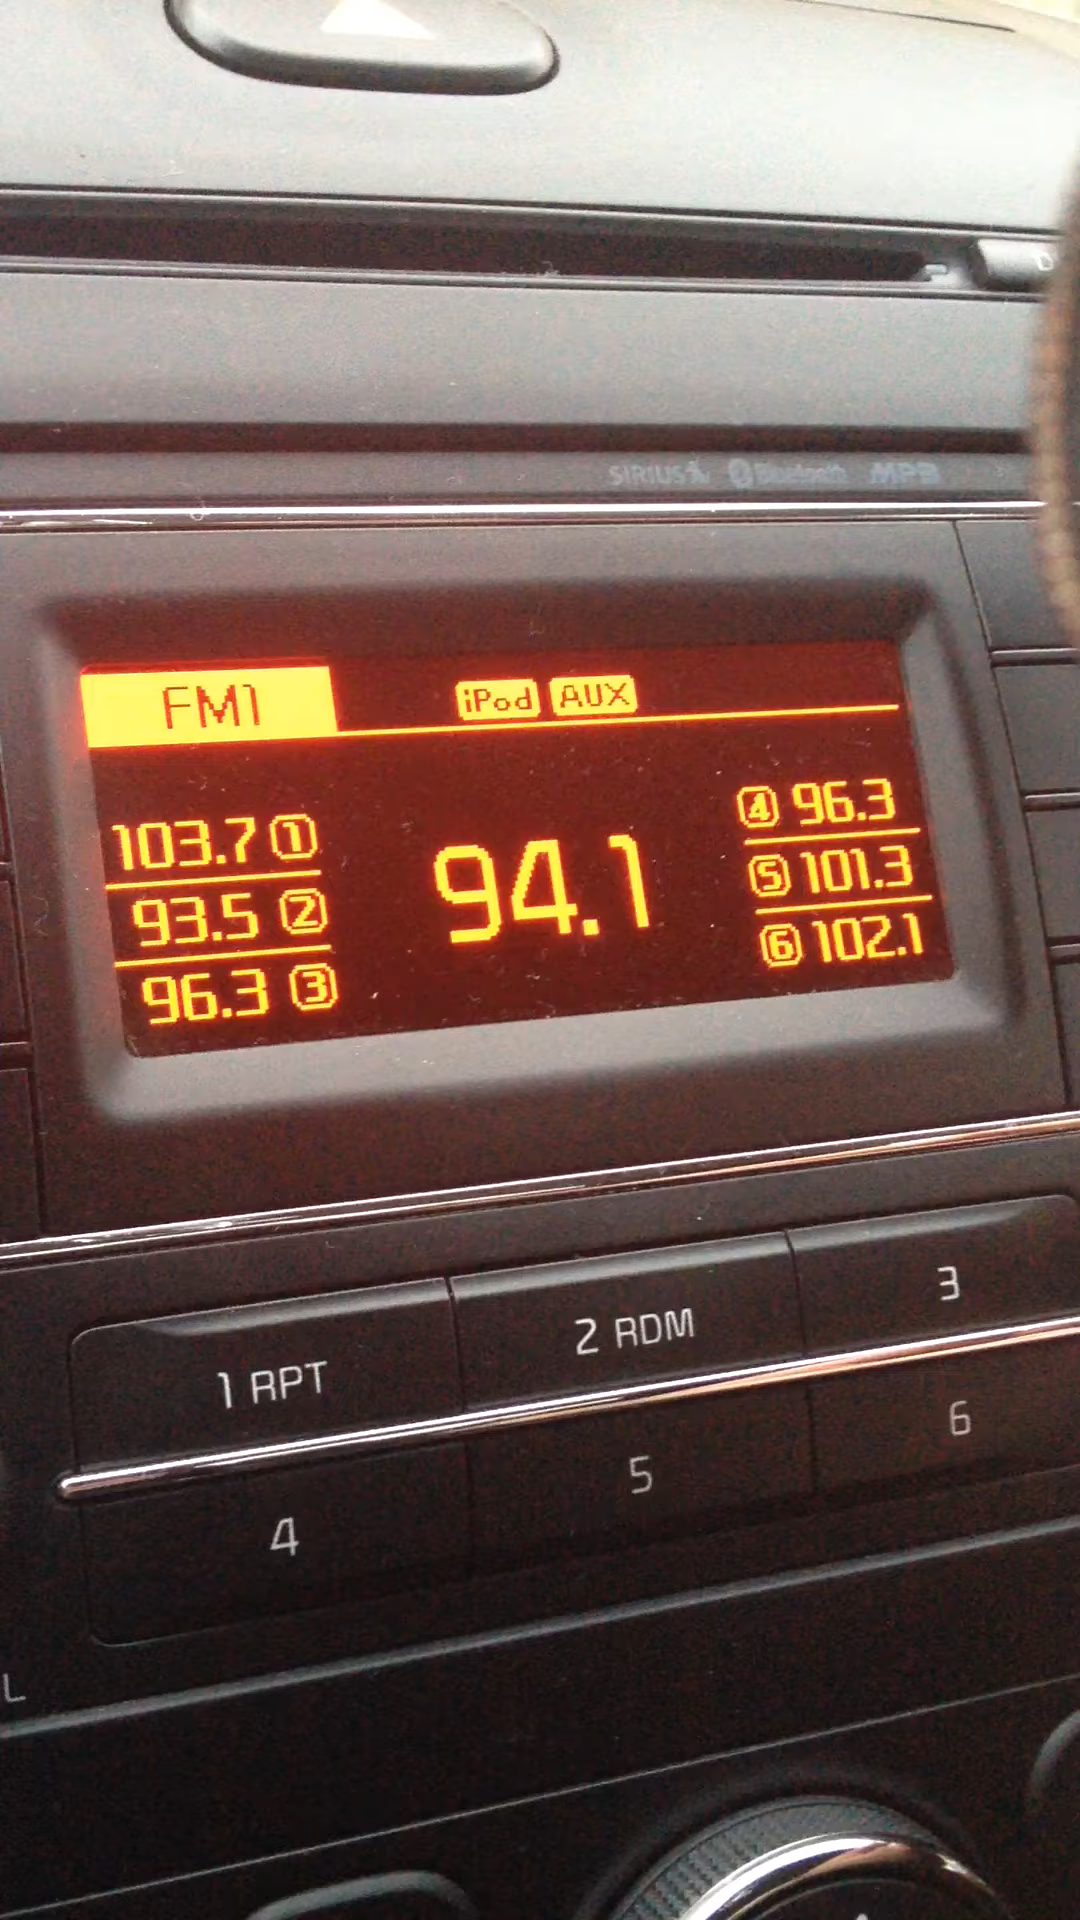 SIRIUS Bluetooth MP3
FM1 iPod AUX
103.7 1
93.5 2
96.3 3
94.1
4 96.3
5 101.3
6 102.1
1 RPT
2 RDM
3
4
5
6
L